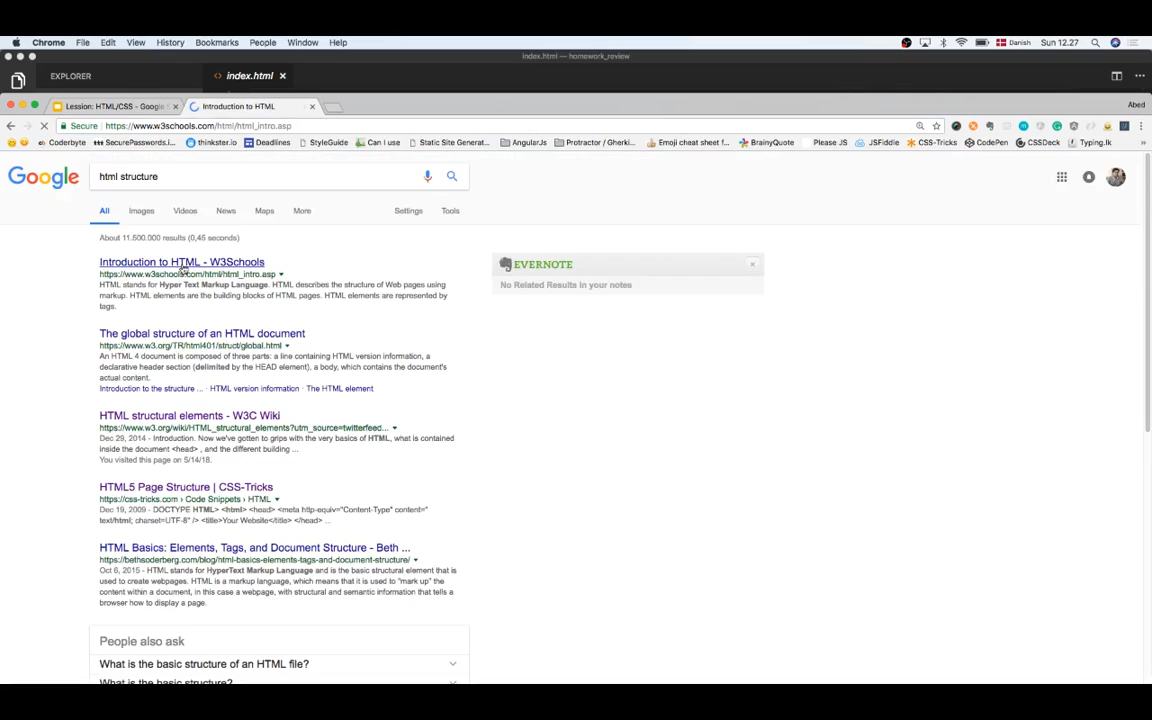 Chrome File Edit View History Bookmarks People Window Help Danish Sun 12.27
index.html — homework_review
EXPLORER index.html ×
Lession: HTML/CSS - Google S × Introduction to HTML × Abed
Secure https://www.w3schools.com/html/html_intro.asp
Coderbyte SecurePasswords.i... thinkster.io Deadlines StyleGuide Can I use Static Site Generat... AngularJs Protractor / Gherki... Emoji cheat sheet f... BrainyQuote Please JS JSFiddle CSS-Tricks CodePen CSSDeck Typing.lk »
Google html structure
All Images Videos News Maps More Settings Tools
About 11.500.000 results (0,45 seconds)
Introduction to HTML - W3Schools
https://www.w3schools.com/html/html_intro.asp
HTML stands for Hyper Text Markup Language. HTML describes the structure of Web pages using
markup. HTML elements are the building blocks of HTML pages. HTML elements are represented by
tags.
EVERNOTE ×
No Related Results in your notes
The global structure of an HTML document
https://www.w3.org/TR/html401/struct/global.html
An HTML 4 document is composed of three parts: a line containing HTML version information, a
declarative header section (delimited by the HEAD element), a body, which contains the document's
actual content.
Introduction to the structure ... · HTML version information · The HTML element
HTML structural elements - W3C Wiki
https://www.w3.org/wiki/HTML_structural_elements?utm_source=twitterfeed...
Dec 29, 2014 - Introduction. Now we've gotten to grips with the very basics of HTML, what is contained
inside the document <head> , and the different building ...
You visited this page on 5/14/18.
HTML5 Page Structure | CSS-Tricks
https://css-tricks.com › Code Snippets › HTML
Dec 19, 2009 - DOCTYPE HTML> <html> <head> <meta http-equiv="Content-Type" content="
text/html; charset=UTF-8" /> <title>Your Website</title> </head> ...
HTML Basics: Elements, Tags, and Document Structure - Beth ...
https://bethsoderberg.com/blog/html-basics-elements-tags-and-document-structure/
Oct 6, 2015 - HTML stands for HyperText Markup Language and is the basic structural element that is
used to create webpages. HTML is a markup language, which means that it is used to "mark up" the
content within a document, in this case a webpage, with structural and semantic information that tells a
browser how to display a page.
People also ask
What is the basic structure of an HTML file?
What is the basic structure?